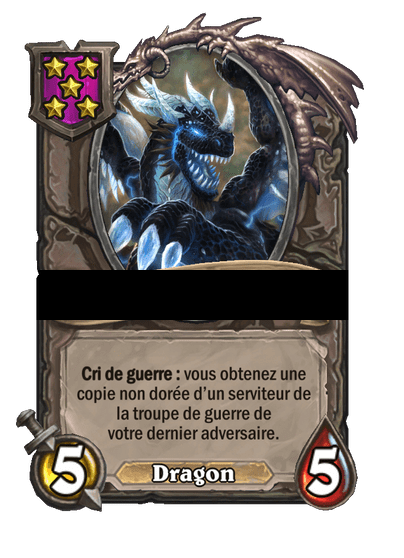 Cri de guerre : vous obtenez une
copie non dorée d'un serviteur de
la troupe de guerre de
votre dernier adversaire.
5
Dragon
5